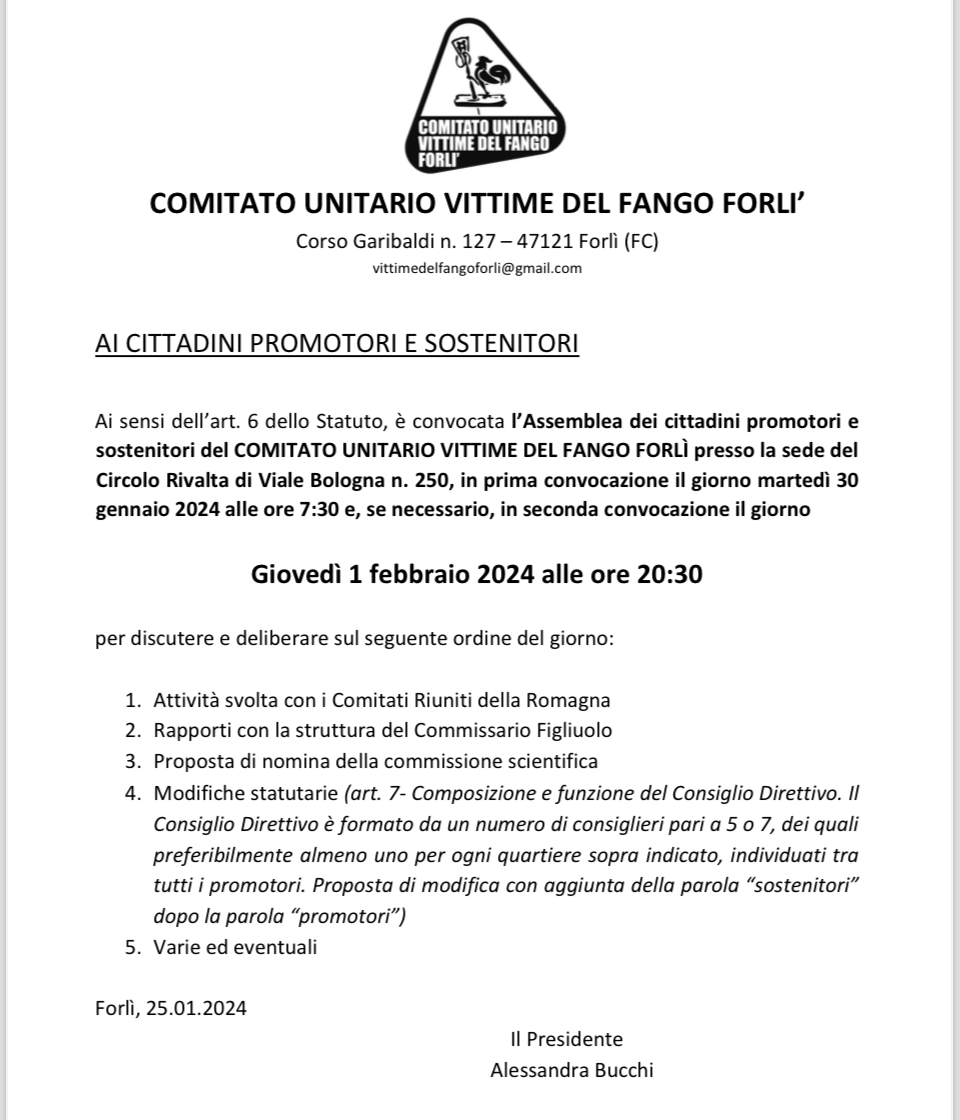 COMITATO UNITARIO
VITTIME DEL FANGO
FORLI'
COMITATO UNITARIO VITTIME DEL FANGO FORLI’
Corso Garibaldi n. 127 – 47121 Forlì (FC)
vittimedelfangoforli@gmail.com
AI CITTADINI PROMOTORI E SOSTENITORI
Ai sensi dell’art. 6 dello Statuto, è convocata l’Assemblea dei cittadini promotori e
sostenitori del COMITATO UNITARIO VITTIME DEL FANGO FORLÌ presso la sede del
Circolo Rivalta di Viale Bologna n. 250, in prima convocazione il giorno martedì 30
gennaio 2024 alle ore 7:30 e, se necessario, in seconda convocazione il giorno
Giovedì 1 febbraio 2024 alle ore 20:30
per discutere e deliberare sul seguente ordine del giorno:
1. Attività svolta con i Comitati Riuniti della Romagna
2. Rapporti con la struttura del Commissario Figliuolo
3. Proposta di nomina della commissione scientifica
4. Modifiche statutarie (art. 7- Composizione e funzione del Consiglio Direttivo. Il
Consiglio Direttivo è formato da un numero di consiglieri pari a 5 o 7, dei quali
preferibilmente almeno uno per ogni quartiere sopra indicato, individuati tra
tutti i promotori. Proposta di modifica con aggiunta della parola “sostenitori”
dopo la parola “promotori”)
5. Varie ed eventuali
Forlì, 25.01.2024
Il Presidente
Alessandra Bucchi